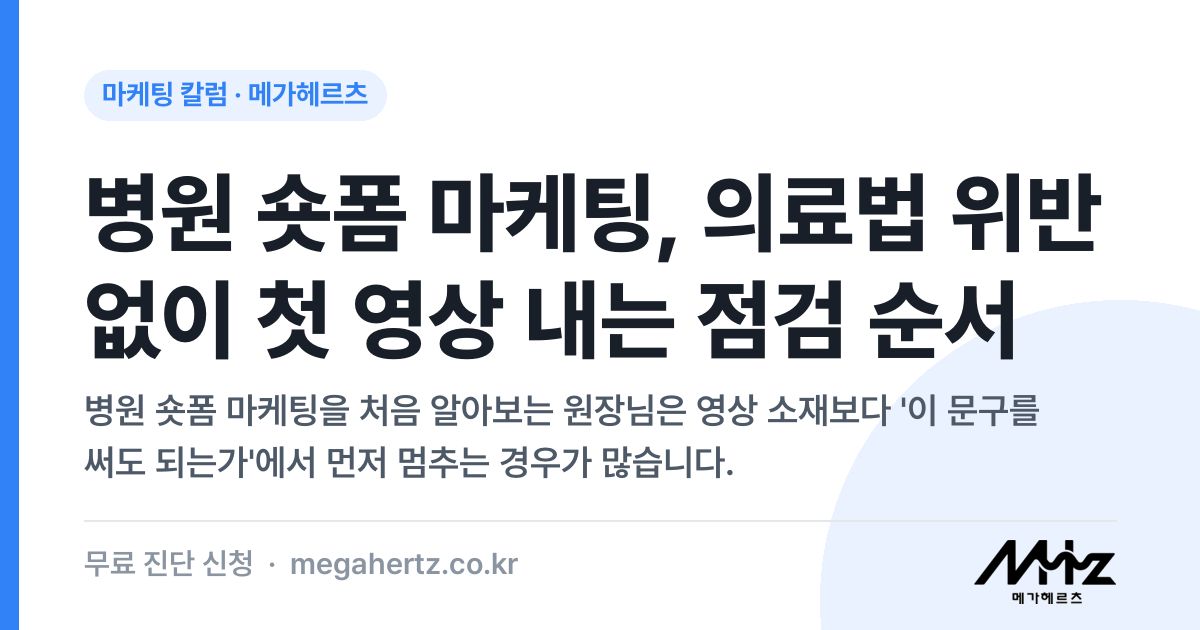 마케팅 칼럼 · 메가헤르츠
병원 숏폼 마케팅, 의료법 위반
없이 첫 영상 내는 점검 순서
병원 숏폼 마케팅을 처음 알아보는 원장님은 영상 소재보다 '이 문구를
써도 되는가'에서 먼저 멈추는 경우가 많습니다.
무료 진단 신청 · megahertz.co.kr
MHz
메가헤르츠